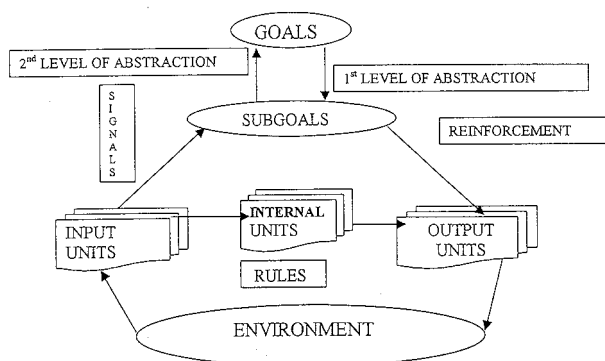 GOALS
2nd LEVEL OF ABSTRACTION
1st LEVEL OF ABSTRACTION
SIGNALS
SUBGOALS
REINFORCEMENT
INPUT
UNITS
INTERNAL
UNITS
OUTPUT
UNITS
RULES
ENVIRONMENT